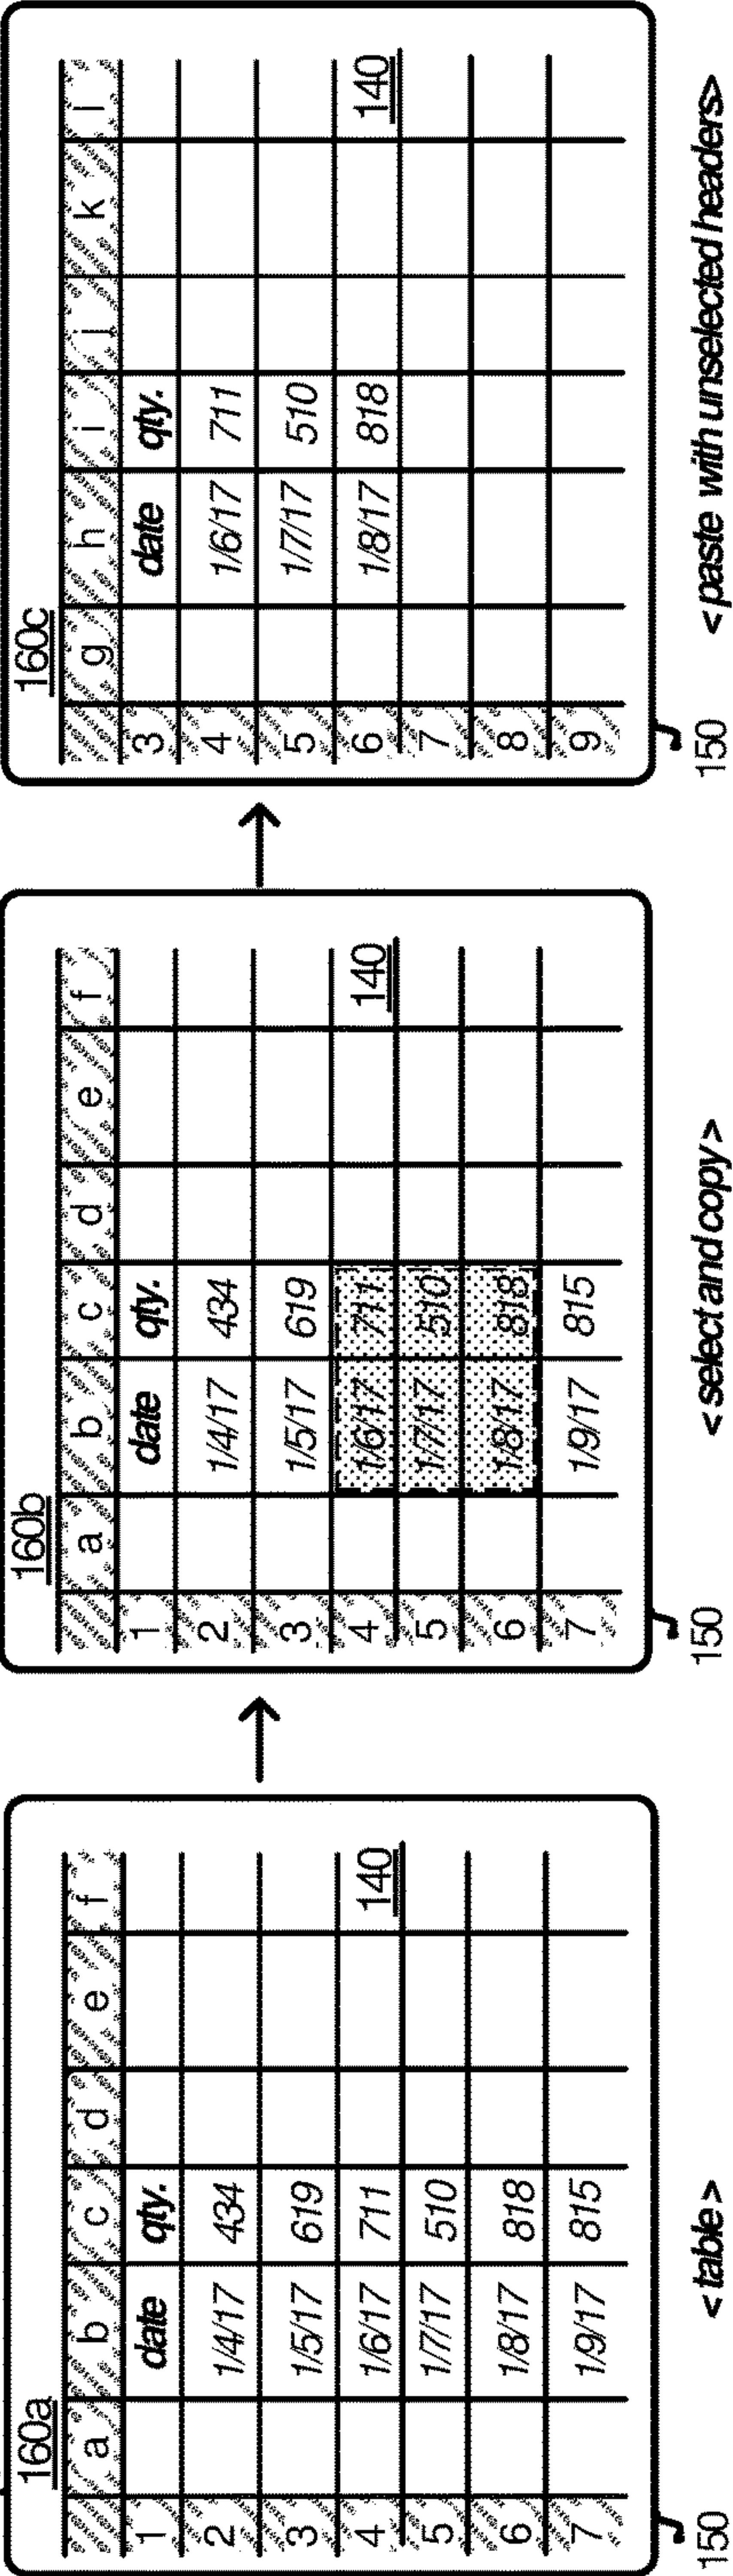 160a
a b c d e f
1 date qty.
2 1/4/17 434
3 1/5/17 619
4 1/6/17 711 140
5 1/7/17 510
6 1/8/17 818
7 1/9/17 815
150
<table>
160b
a b c d e f
1 date qty.
2 1/4/17 434
3 1/5/17 619
4 1/6/17 711 140
5 1/7/17 510
6 1/8/17 818
7 1/9/17 815
150
<select and copy>
160c
g h i j k l
3 date qty.
4 1/6/17 711
5 1/7/17 510
6 1/8/17 818 140
7
8
9
150
<paste with unselected headers>